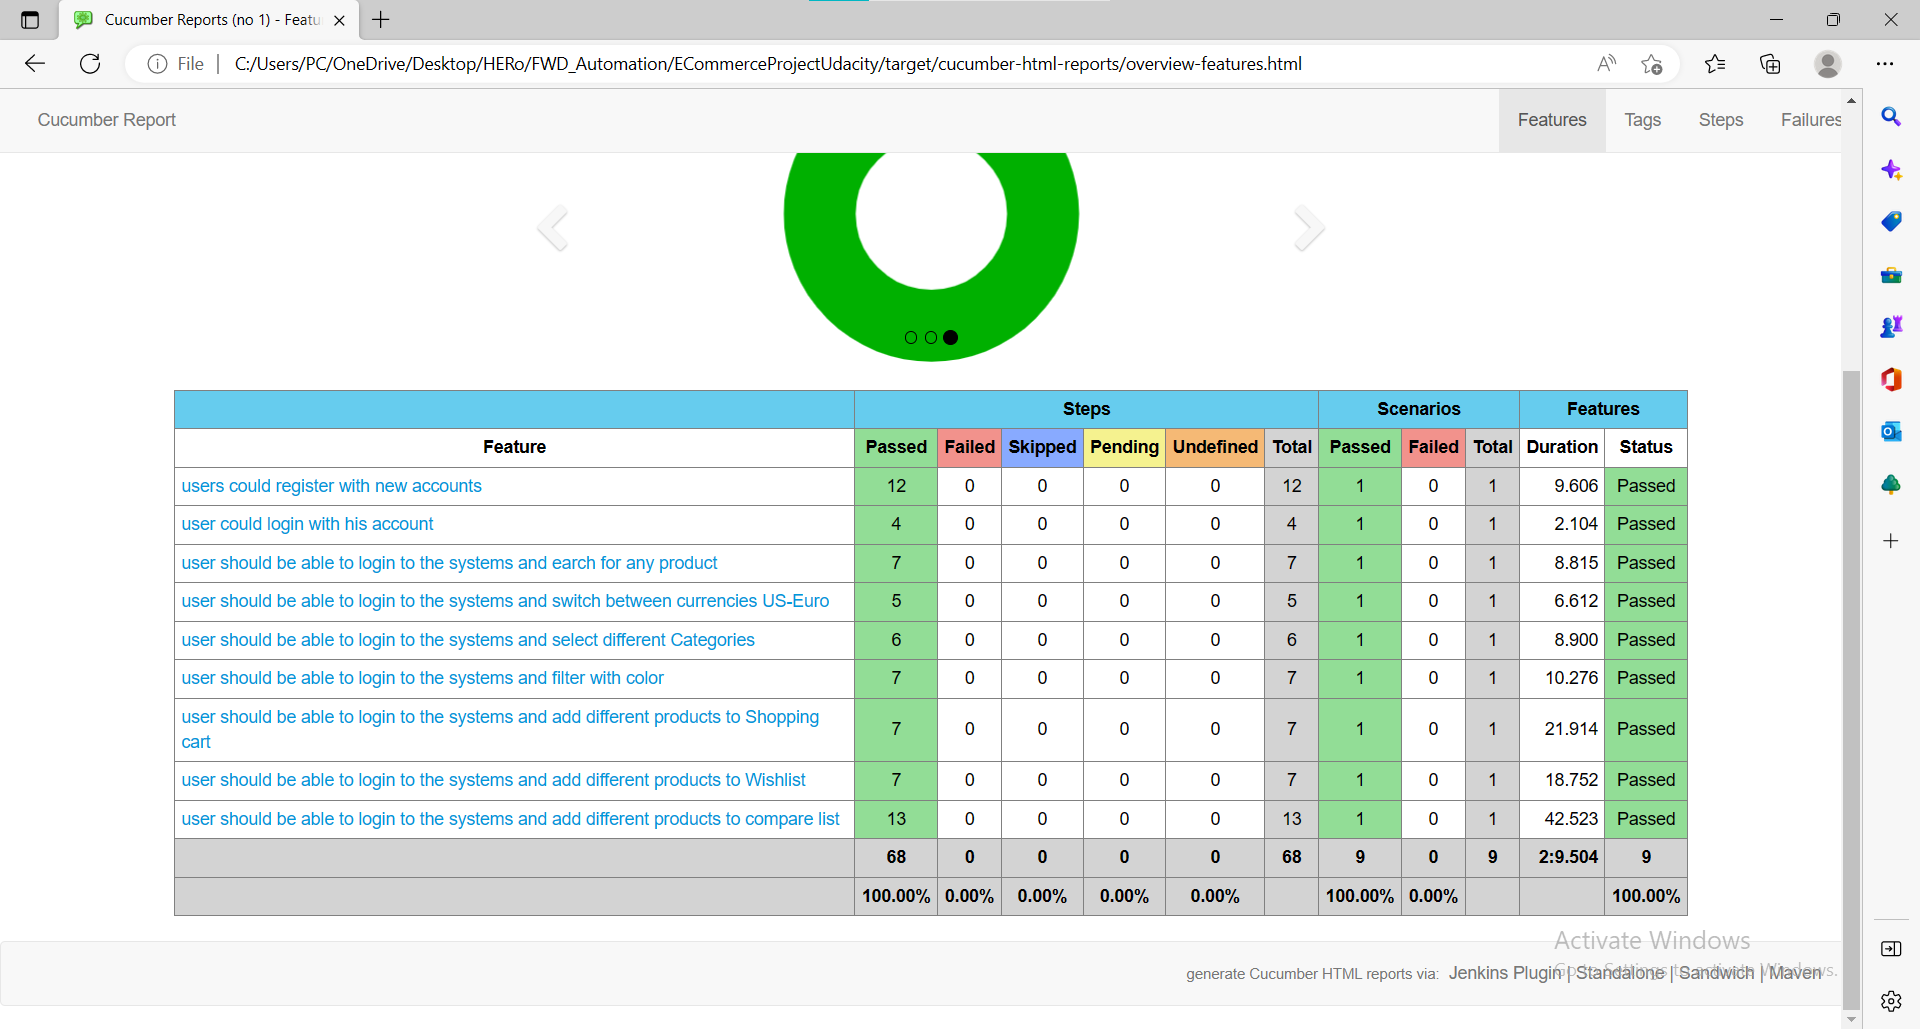 Cucumber Reports (no 1) - Featu
File
C:/Users/PC/OneDrive/Desktop/HERo/FWD_Automation/ECommerceProjectUdacity/target/cucumber-html-reports/overview-features.html
Cucumber Report Features Tags Steps Failures
Steps Scenarios Features
Feature Passed Failed Skipped Pending Undefined Total Passed Failed Total Duration Status
users could register with new accounts 12 0 0 0 0 12 1 0 1 9.606 Passed
user could login with his account 4 0 0 0 0 4 1 0 1 2.104 Passed
user should be able to login to the systems and earch for any product 7 0 0 0 0 7 1 0 1 8.815 Passed
user should be able to login to the systems and switch between currencies US-Euro 5 0 0 0 0 5 1 0 1 6.612 Passed
user should be able to login to the systems and select different Categories 6 0 0 0 0 6 1 0 1 8.900 Passed
user should be able to login to the systems and filter with color 7 0 0 0 0 7 1 0 1 10.276 Passed
user should be able to login to the systems and add different products to Shopping
cart 7 0 0 0 0 7 1 0 1 21.914 Passed
user should be able to login to the systems and add different products to Wishlist 7 0 0 0 0 7 1 0 1 18.752 Passed
user should be able to login to the systems and add different products to compare list 13 0 0 0 0 13 1 0 1 42.523 Passed
68 0 0 0 0 68 9 0 9 2:9.504 9
100.00% 0.00% 0.00% 0.00% 0.00% 100.00% 0.00% 100.00%
Activate Windows
Go to Settings to activate Windows.
generate Cucumber HTML reports via: Jenkins Plugin | Standalone | Sandwich | Maven